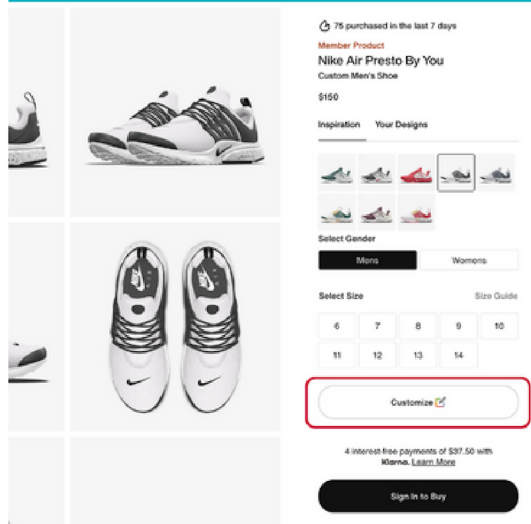 75 purchased in the last 7 days
Member Product
Nike Air Presto By You
Custom Men's Shoe
$150
Inspiration Your Designs
Select Gender
Mens Womens
Select Size Size Guide
6 7 8 9 10
11 12 13 14
Customize
4 interest-free payments of $37.50 with
Klarna. Learn More
Sign In to Buy